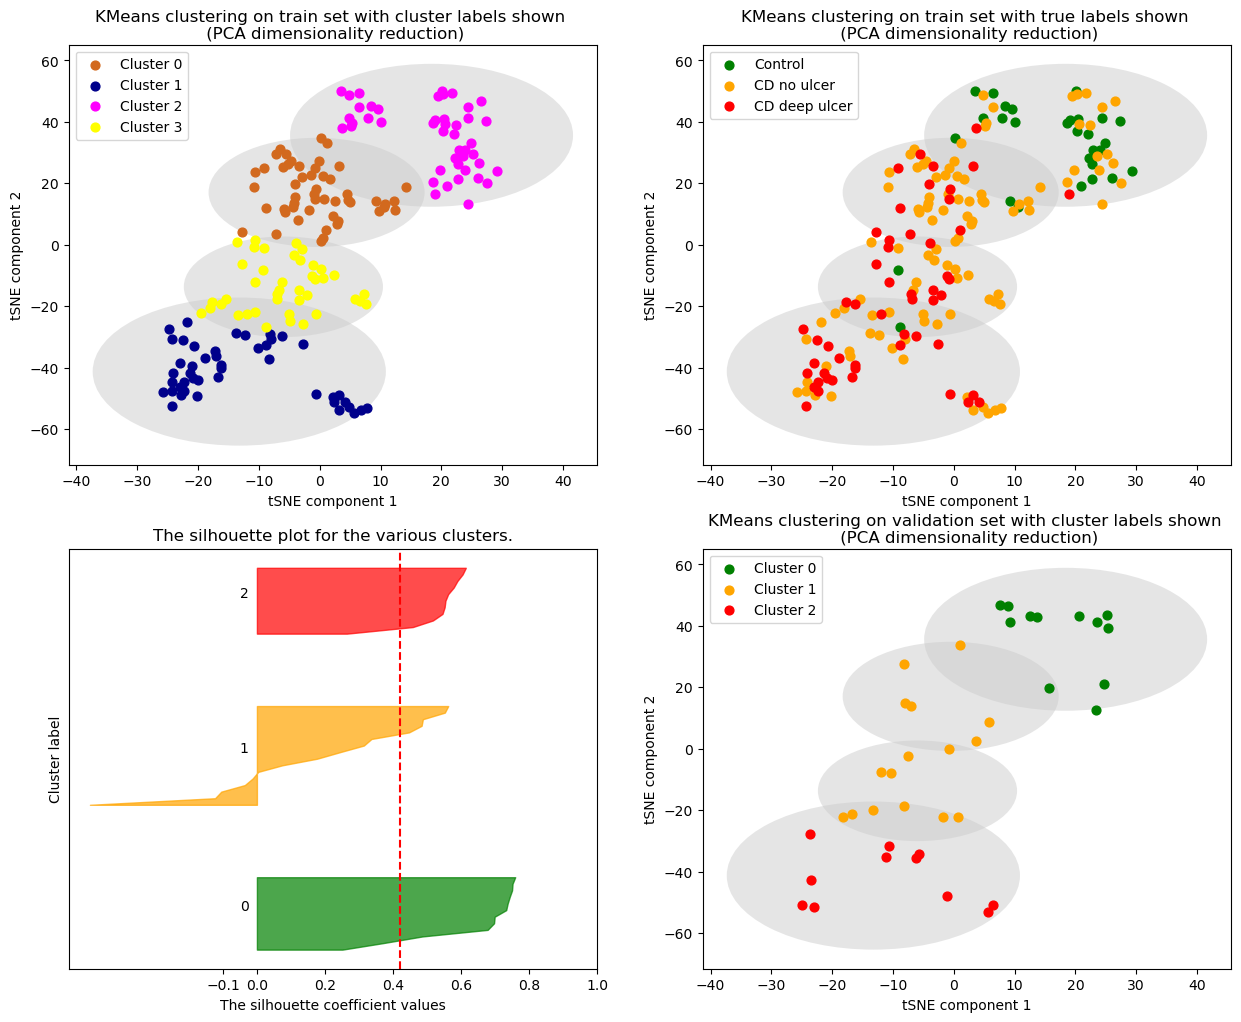 KMeans clustering on train set with cluster labels shown
(PCA dimensionality reduction)
Cluster 0
Cluster 1
Cluster 2
Cluster 3
60
40
20
0
−20
−40
−60
tSNE component 2
−40 −30 −20 −10 0 10 20 30 40
tSNE component 1
KMeans clustering on train set with true labels shown
(PCA dimensionality reduction)
Control
CD no ulcer
CD deep ulcer
60
40
20
0
−20
−40
−60
tSNE component 2
−40 −30 −20 −10 0 10 20 30 40
tSNE component 1
The silhouette plot for the various clusters.
2
1
0
Cluster label
−0.1 0.0 0.2 0.4 0.6 0.8 1.0
The silhouette coefficient values
KMeans clustering on validation set with cluster labels shown
(PCA dimensionality reduction)
Cluster 0
Cluster 1
Cluster 2
60
40
20
0
−20
−40
−60
tSNE component 2
−40 −30 −20 −10 0 10 20 30 40
tSNE component 1